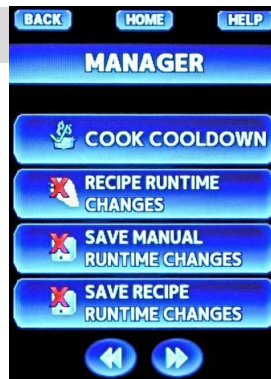 BACK HOME HELP
MANAGER
COOK COOLDOWN
RECIPE RUNTIME
CHANGES
SAVE MANUAL
RUNTIME CHANGES
SAVE RECIPE
RUNTIME CHANGES